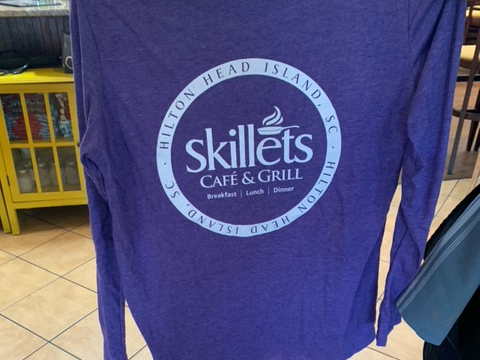 HILTON HEAD ISLAND, SC · HILTON HEAD ISLAND, SC ·
Skillets
CAFÉ & GRILL
Breakfast | Lunch | Dinner